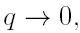 q → 0,